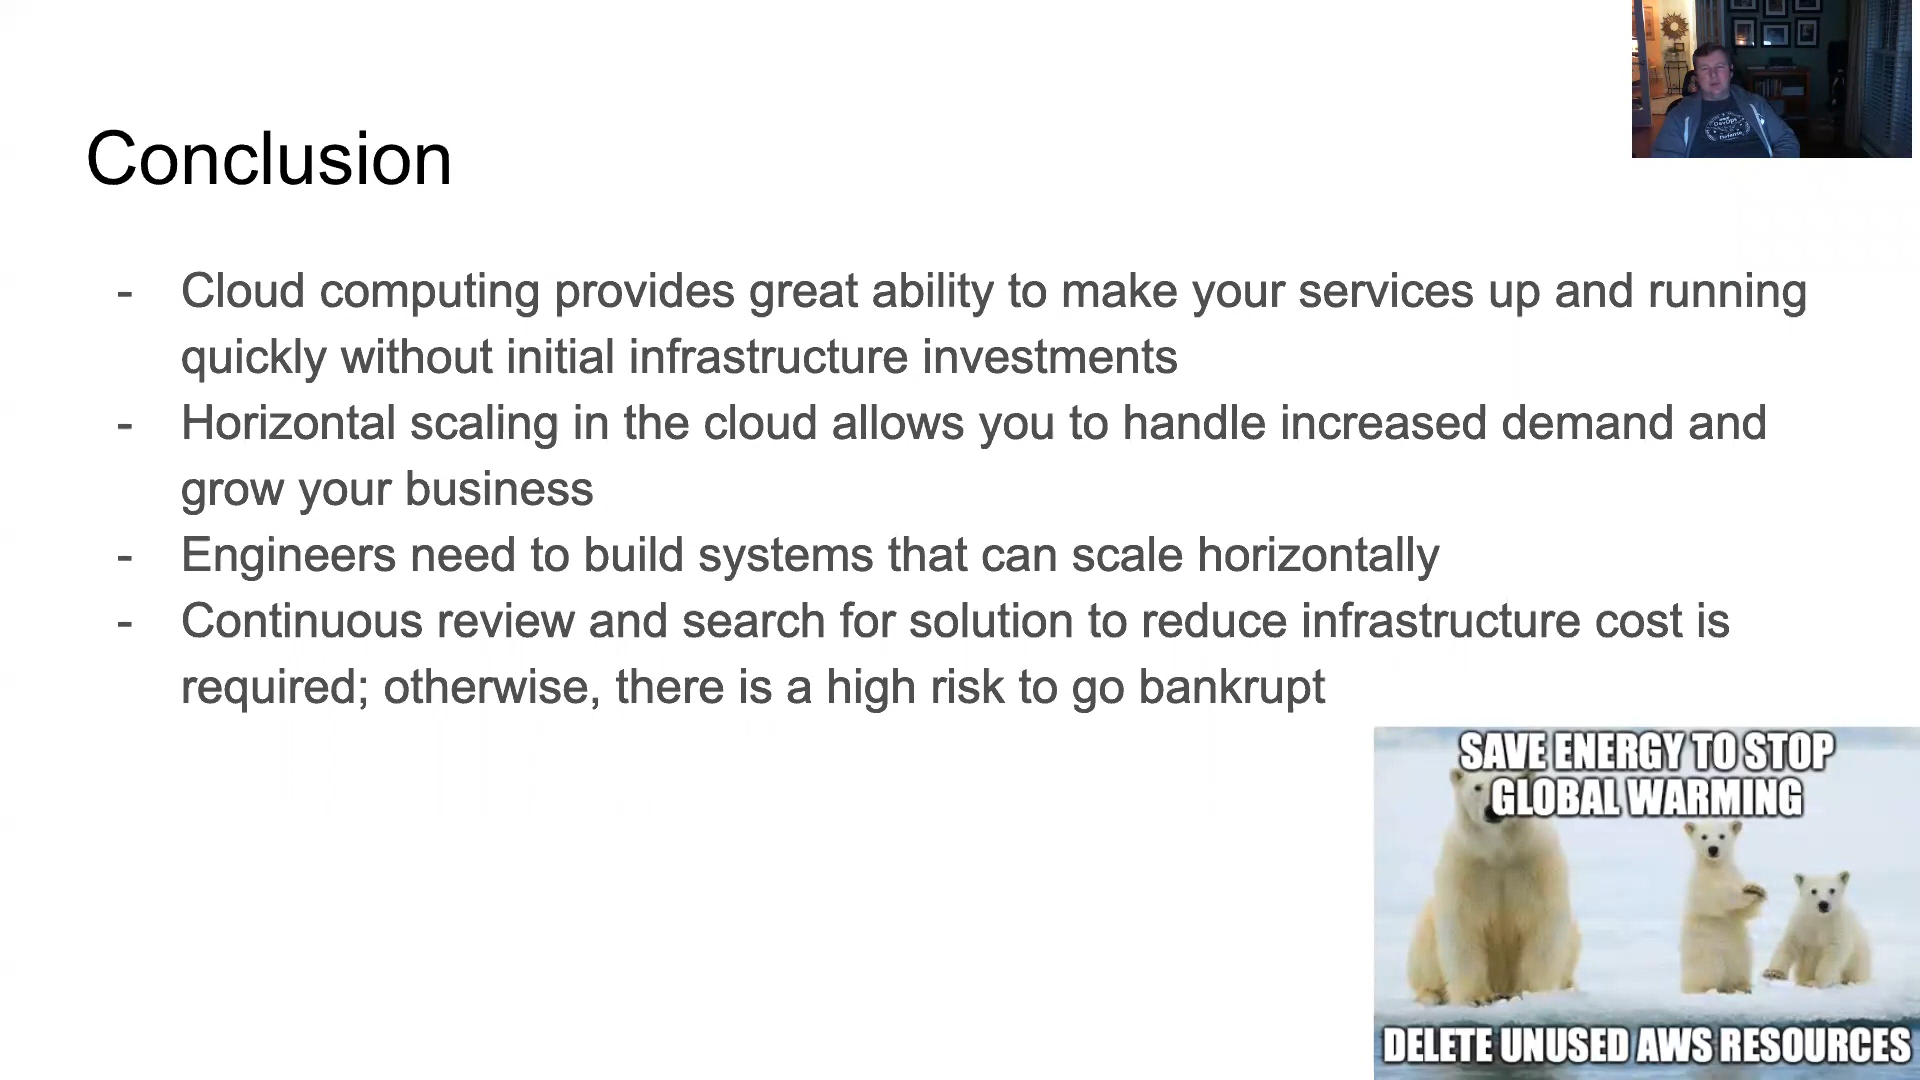 Conclusion
- Cloud computing provides great ability to make your services up and running
quickly without initial infrastructure investments
- Horizontal scaling in the cloud allows you to handle increased demand and
grow your business
- Engineers need to build systems that can scale horizontally
- Continuous review and search for solution to reduce infrastructure cost is
required; otherwise, there is a high risk to go bankrupt
SAVE ENERGY TO STOP
GLOBAL WARMING
DELETE UNUSED AWS RESOURCES
DevOps